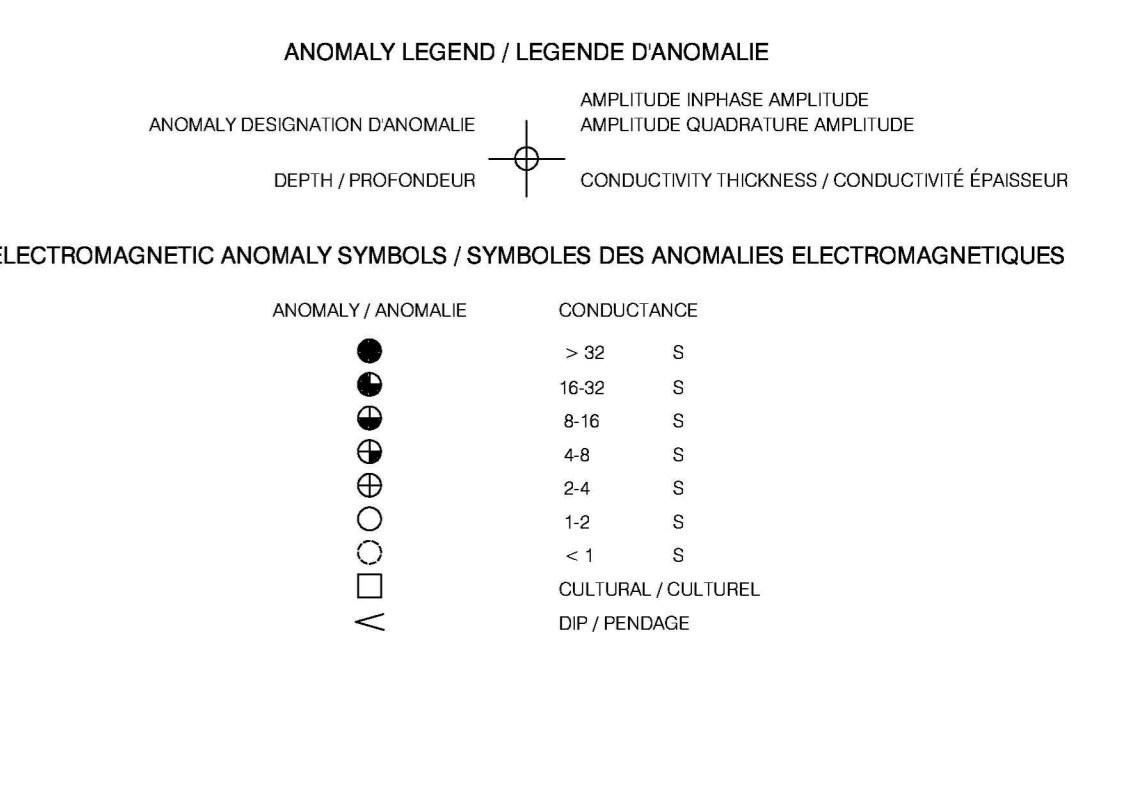 ANOMALY LEGEND / LEGENDE D'ANOMALIE
AMPLITUDE INPHASE AMPLITUDE
ANOMALY DESIGNATION D'ANOMALIE AMPLITUDE QUADRATURE AMPLITUDE
DEPTH / PROFONDEUR CONDUCTIVITY THICKNESS / CONDUCTIVITÉ ÉPAISSEUR
ELECTROMAGNETIC ANOMALY SYMBOLS / SYMBOLES DES ANOMALIES ELECTROMAGNETIQUES
ANOMALY / ANOMALIE CONDUCTANCE
> 32 S
16-32 S
8-16 S
4-8 S
2-4 S
1-2 S
< 1 S
CULTURAL / CULTUREL
DIP / PENDAGE